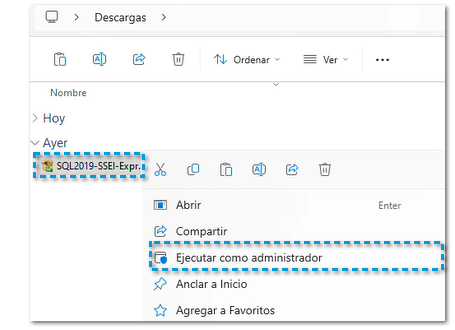 Descargas
Ordenar
Ver
Nombre
Hoy
Ayer
SQL2019-SSEI-Expr.
Abrir Enter
Compartir
Ejecutar como administrador
Anclar a Inicio
Agregar a Favoritos